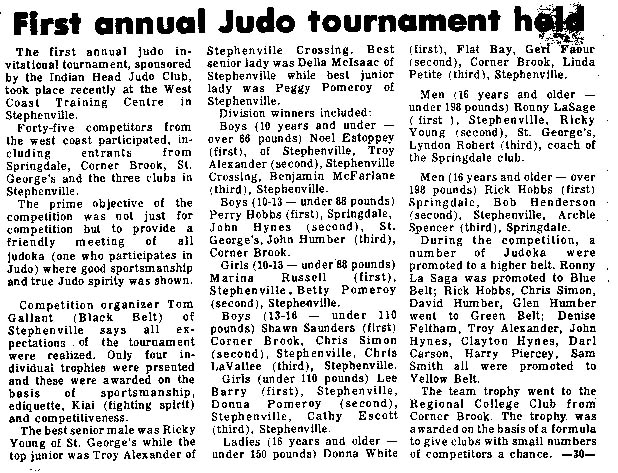 First annual Judo tournament held
The first annual judo in-
vitational tournament, sponsored
by the Indian Head Judo Club,
took place recently at the West
Coast Training Centre in
Stephenville.
Forty-five competitors from
the west coast participated, in-
cluding entrants from
Springdale, Corner Brook, St.
George's and the three clubs in
Stephenville.
The prime objective of the
competition was not just for
competition but to provide a
friendly meeting of all
judoka (one who participates in
Judo) where good sportsmanship
and true Judo spirity was shown.
Competition organizer Tom
Gallant (Black Belt) of
Stephenville says all ex-
pectations of the tournament
were realized. Only four in-
dividual trophies were prsented
and these were awarded on the
basis of sportsmanship,
ediquette, Kiai (fighting spirit)
and competitiveness.
The best senior male was Ricky
Young of St. George's while the
top junior was Troy Alexander of
Stephenville Crossing. Best
senior lady was Della McIsaac of
Stephenville while best junior
lady was Peggy Pomeroy of
Stephenville.
Division winners included:
Boys (10 years and under —
over 66 pounds) Noel Estoppey
(first), of Stephenville, Troy
Alexander (second), Stephenville
Crossing, Benjamin McFarlane
(third), Stephenville.
Boys (10-13 — under 88 pounds)
Perry Hobbs (first), Springdale,
John Hynes (second), St.
George's, John Humber (third),
Corner Brook.
Girls (10-13 — under 88 pounds)
Marina Russell (first),
Stephenville, Betty Pomeroy
(second), Stephenville.
Boys (13-16 — under 110
pounds) Shawn Saunders (first)
Corner Brook, Chris Simon
(second), Stephenville, Chris
LaVallee (third), Stephenville.
Girls (under 110 pounds) Lee
Barry (first), Stephenville,
Donna Pomeroy (second),
Stephenville, Cathy Escott
(third), Stephenville.
Ladies (16 years and older —
under 150 pounds) Donna White
(first), Flat Bay, Geri Faour
(second), Corner Brook, Linda
Petite (third), Stephenville.
Men (16 years and older —
under 198 pounds) Ronny LaSage
( first ), Stephenville, Ricky
Young (second), St. George's,
Lyndon Robert (third), coach of
the Springdale club.
Men (16 years and older — over
198 pounds) Rick Hobbs (first)
Springdale, Bob Henderson
(second), Stephenville, Archie
Spencer (third), Springdale.
During the competition, a
number of Judoka were
promoted to a higher belt. Ronny
La Saga was promoted to Blue
Belt; Rick Hobbs, Chris Simon,
David Humber, Glen Humber
went to Green Belt; Denise
Feltham, Troy Alexander, John
Hynes, Clayton Hynes, Darl
Carson, Harry Piercey, Sam
Smith all were promoted to
Yellow Belt.
The team trophy went to the
Regional College Club from
Corner Brook. The trophy was
awarded on the basis of a formula
to give clubs with small numbers
of competitors a chance. —30—